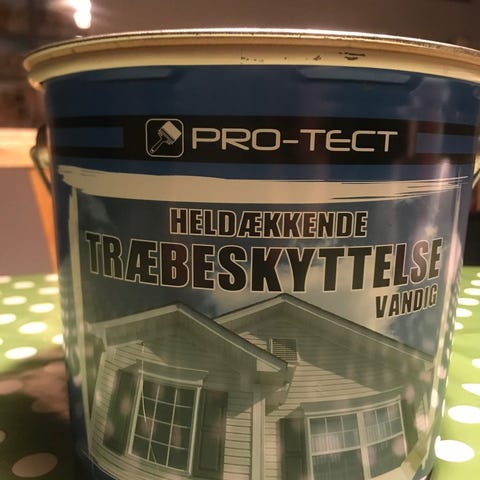 PRO-TECT
HELDÆKKENDE
TRÆBESKYTTELSE
VANDIG